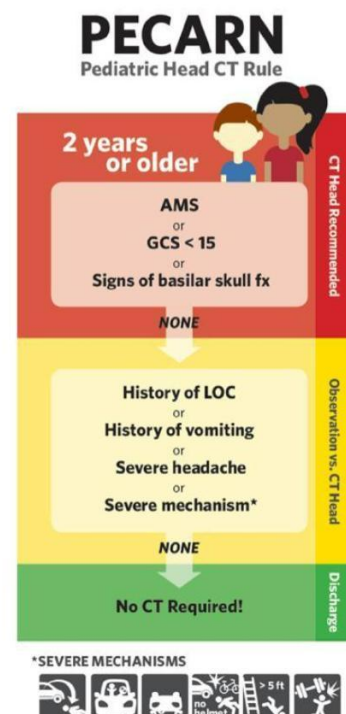 PECARN
Pediatric Head CT Rule
2 years
or older
AMS
or
GCS < 15
or
Signs of basilar skull fx
NONE
CT Head Recommended
History of LOC
or
History of vomiting
or
Severe headache
or
Severe mechanism*
NONE
Observation vs. CT Head
No CT Required!
Discharge
*SEVERE MECHANISMS
no
helmet
>5 ft